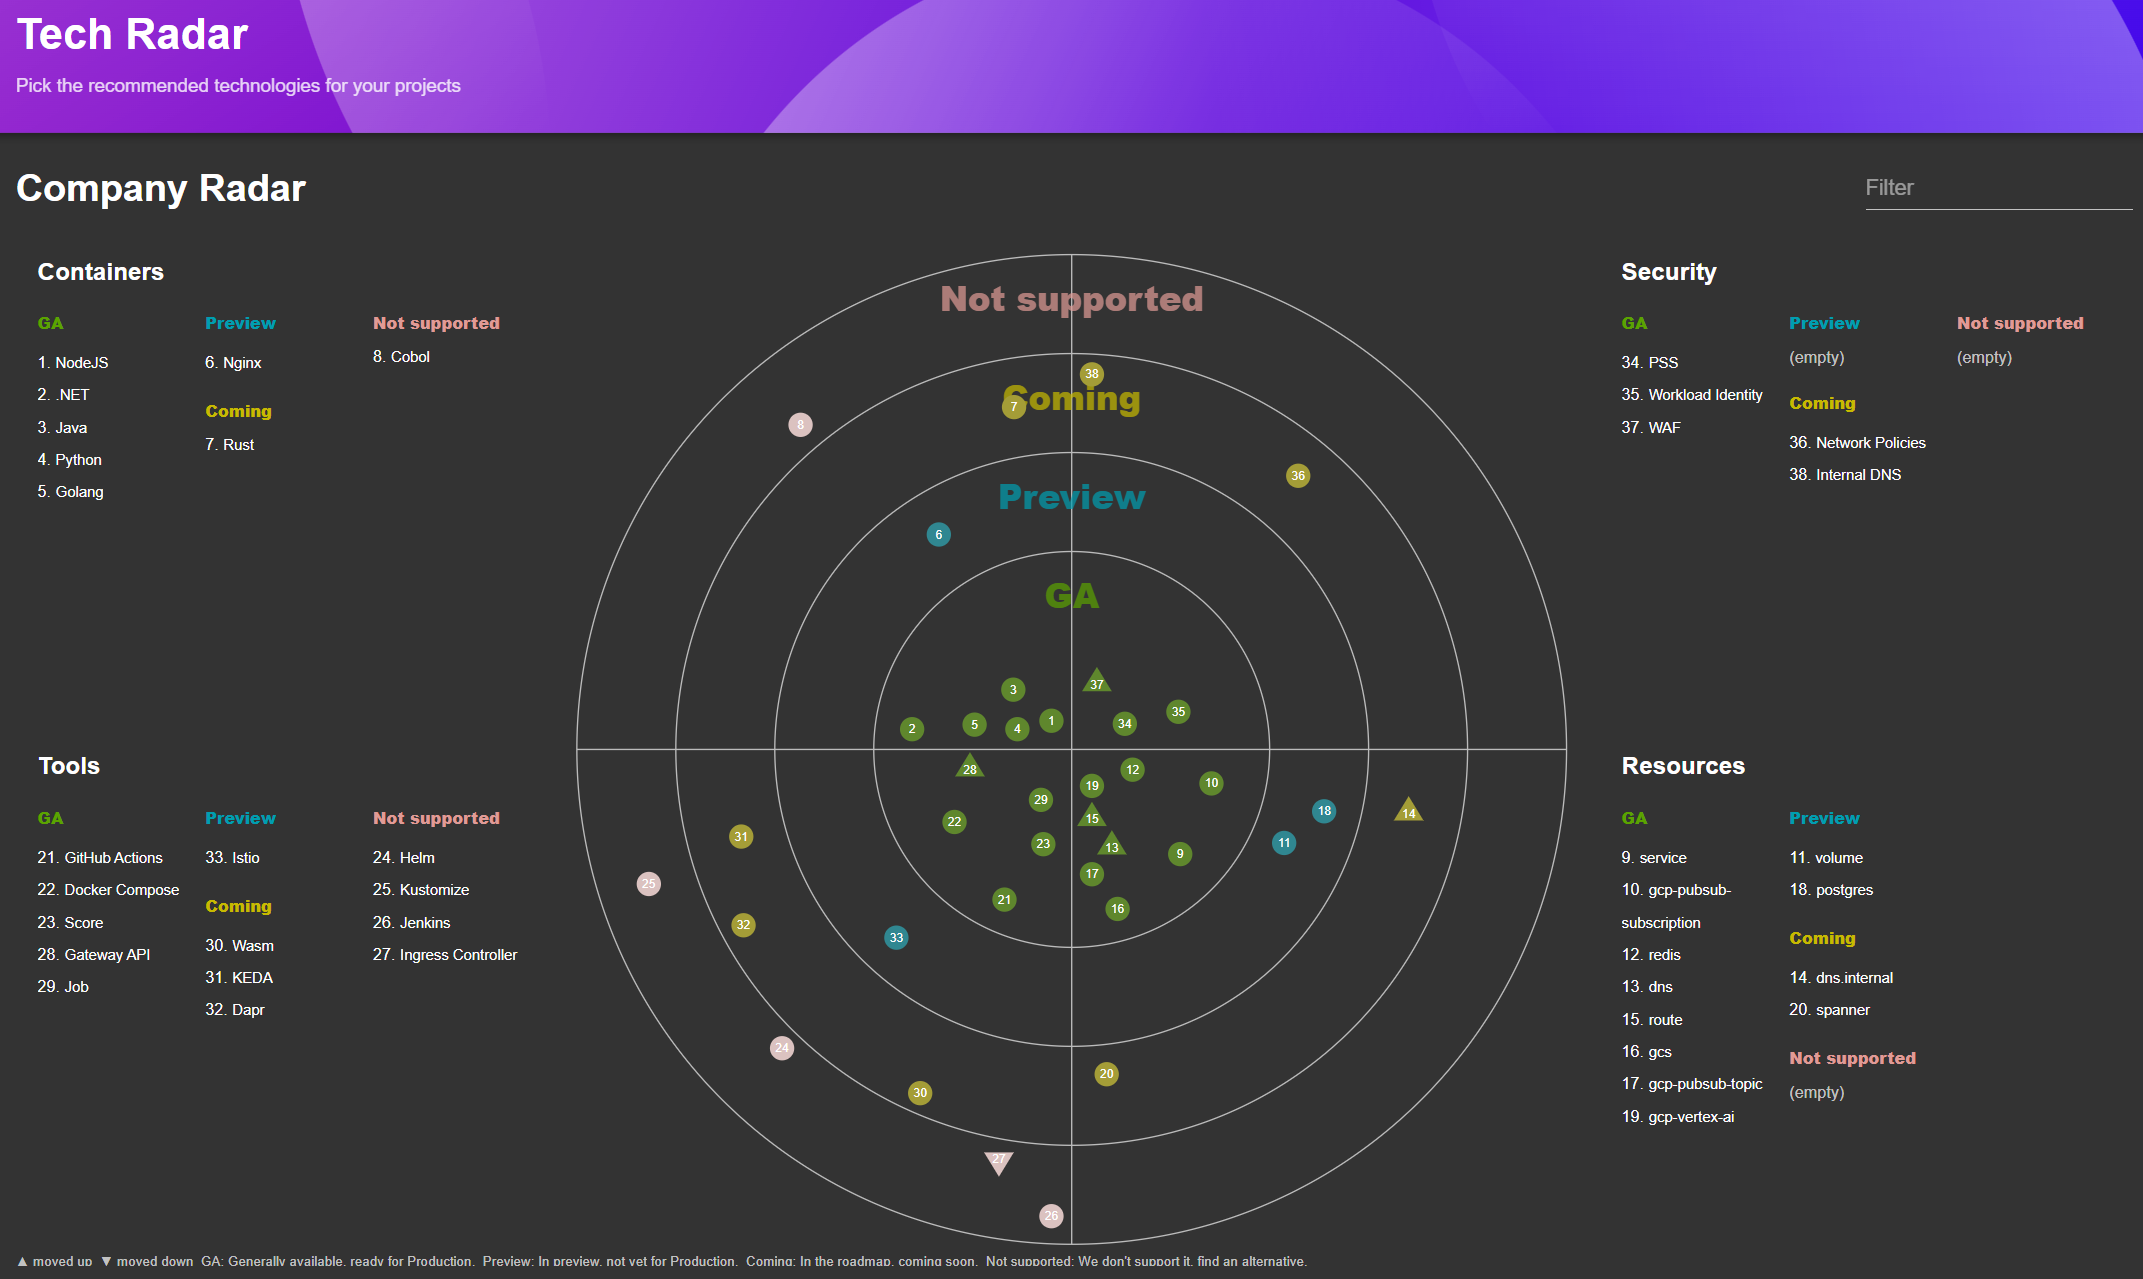 Tech Radar
Pick the recommended technologies for your projects
Company Radar
Filter
Containers
GA
1. NodeJS
2. .NET
3. Java
4. Python
5. Golang
Preview
6. Nginx
Coming
7. Rust
Not supported
8. Cobol
Security
GA
34. PSS
35. Workload Identity
37. WAF
Preview
(empty)
Coming
36. Network Policies
38. Internal DNS
Not supported
(empty)
Not supported
Coming
Preview
GA
38
7
8
36
6
37
3
35
1
34
5
4
2
28
12
10
19
29
18
14
15
22
31
11
23
13
9
17
25
21
16
32
33
24
20
30
27
26
Tools
GA
21. GitHub Actions
22. Docker Compose
23. Score
28. Gateway API
29. Job
Preview
33. Istio
Coming
30. Wasm
31. KEDA
32. Dapr
Not supported
24. Helm
25. Kustomize
26. Jenkins
27. Ingress Controller
Resources
GA
9. service
10. gcp-pubsub-
subscription
12. redis
13. dns
15. route
16. gcs
17. gcp-pubsub-topic
19. gcp-vertex-ai
Preview
11. volume
18. postgres
Coming
14. dns.internal
20. spanner
Not supported
(empty)
▲ moved up ▼ moved down GA: Generally available, ready for Production. Preview: In preview, not yet for Production. Coming: In the roadmap, coming soon. Not supported: We don't support it, find an alternative.